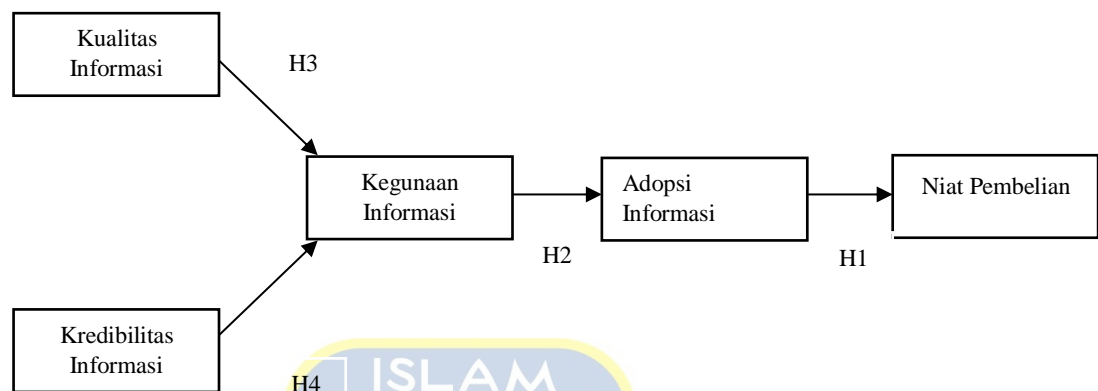 Kualitas
Informasi
H3
Kegunaan
Informasi
Adopsi
Informasi
Niat Pembelian
H2
H1
Kredibilitas
Informasi
H4
ISLAM